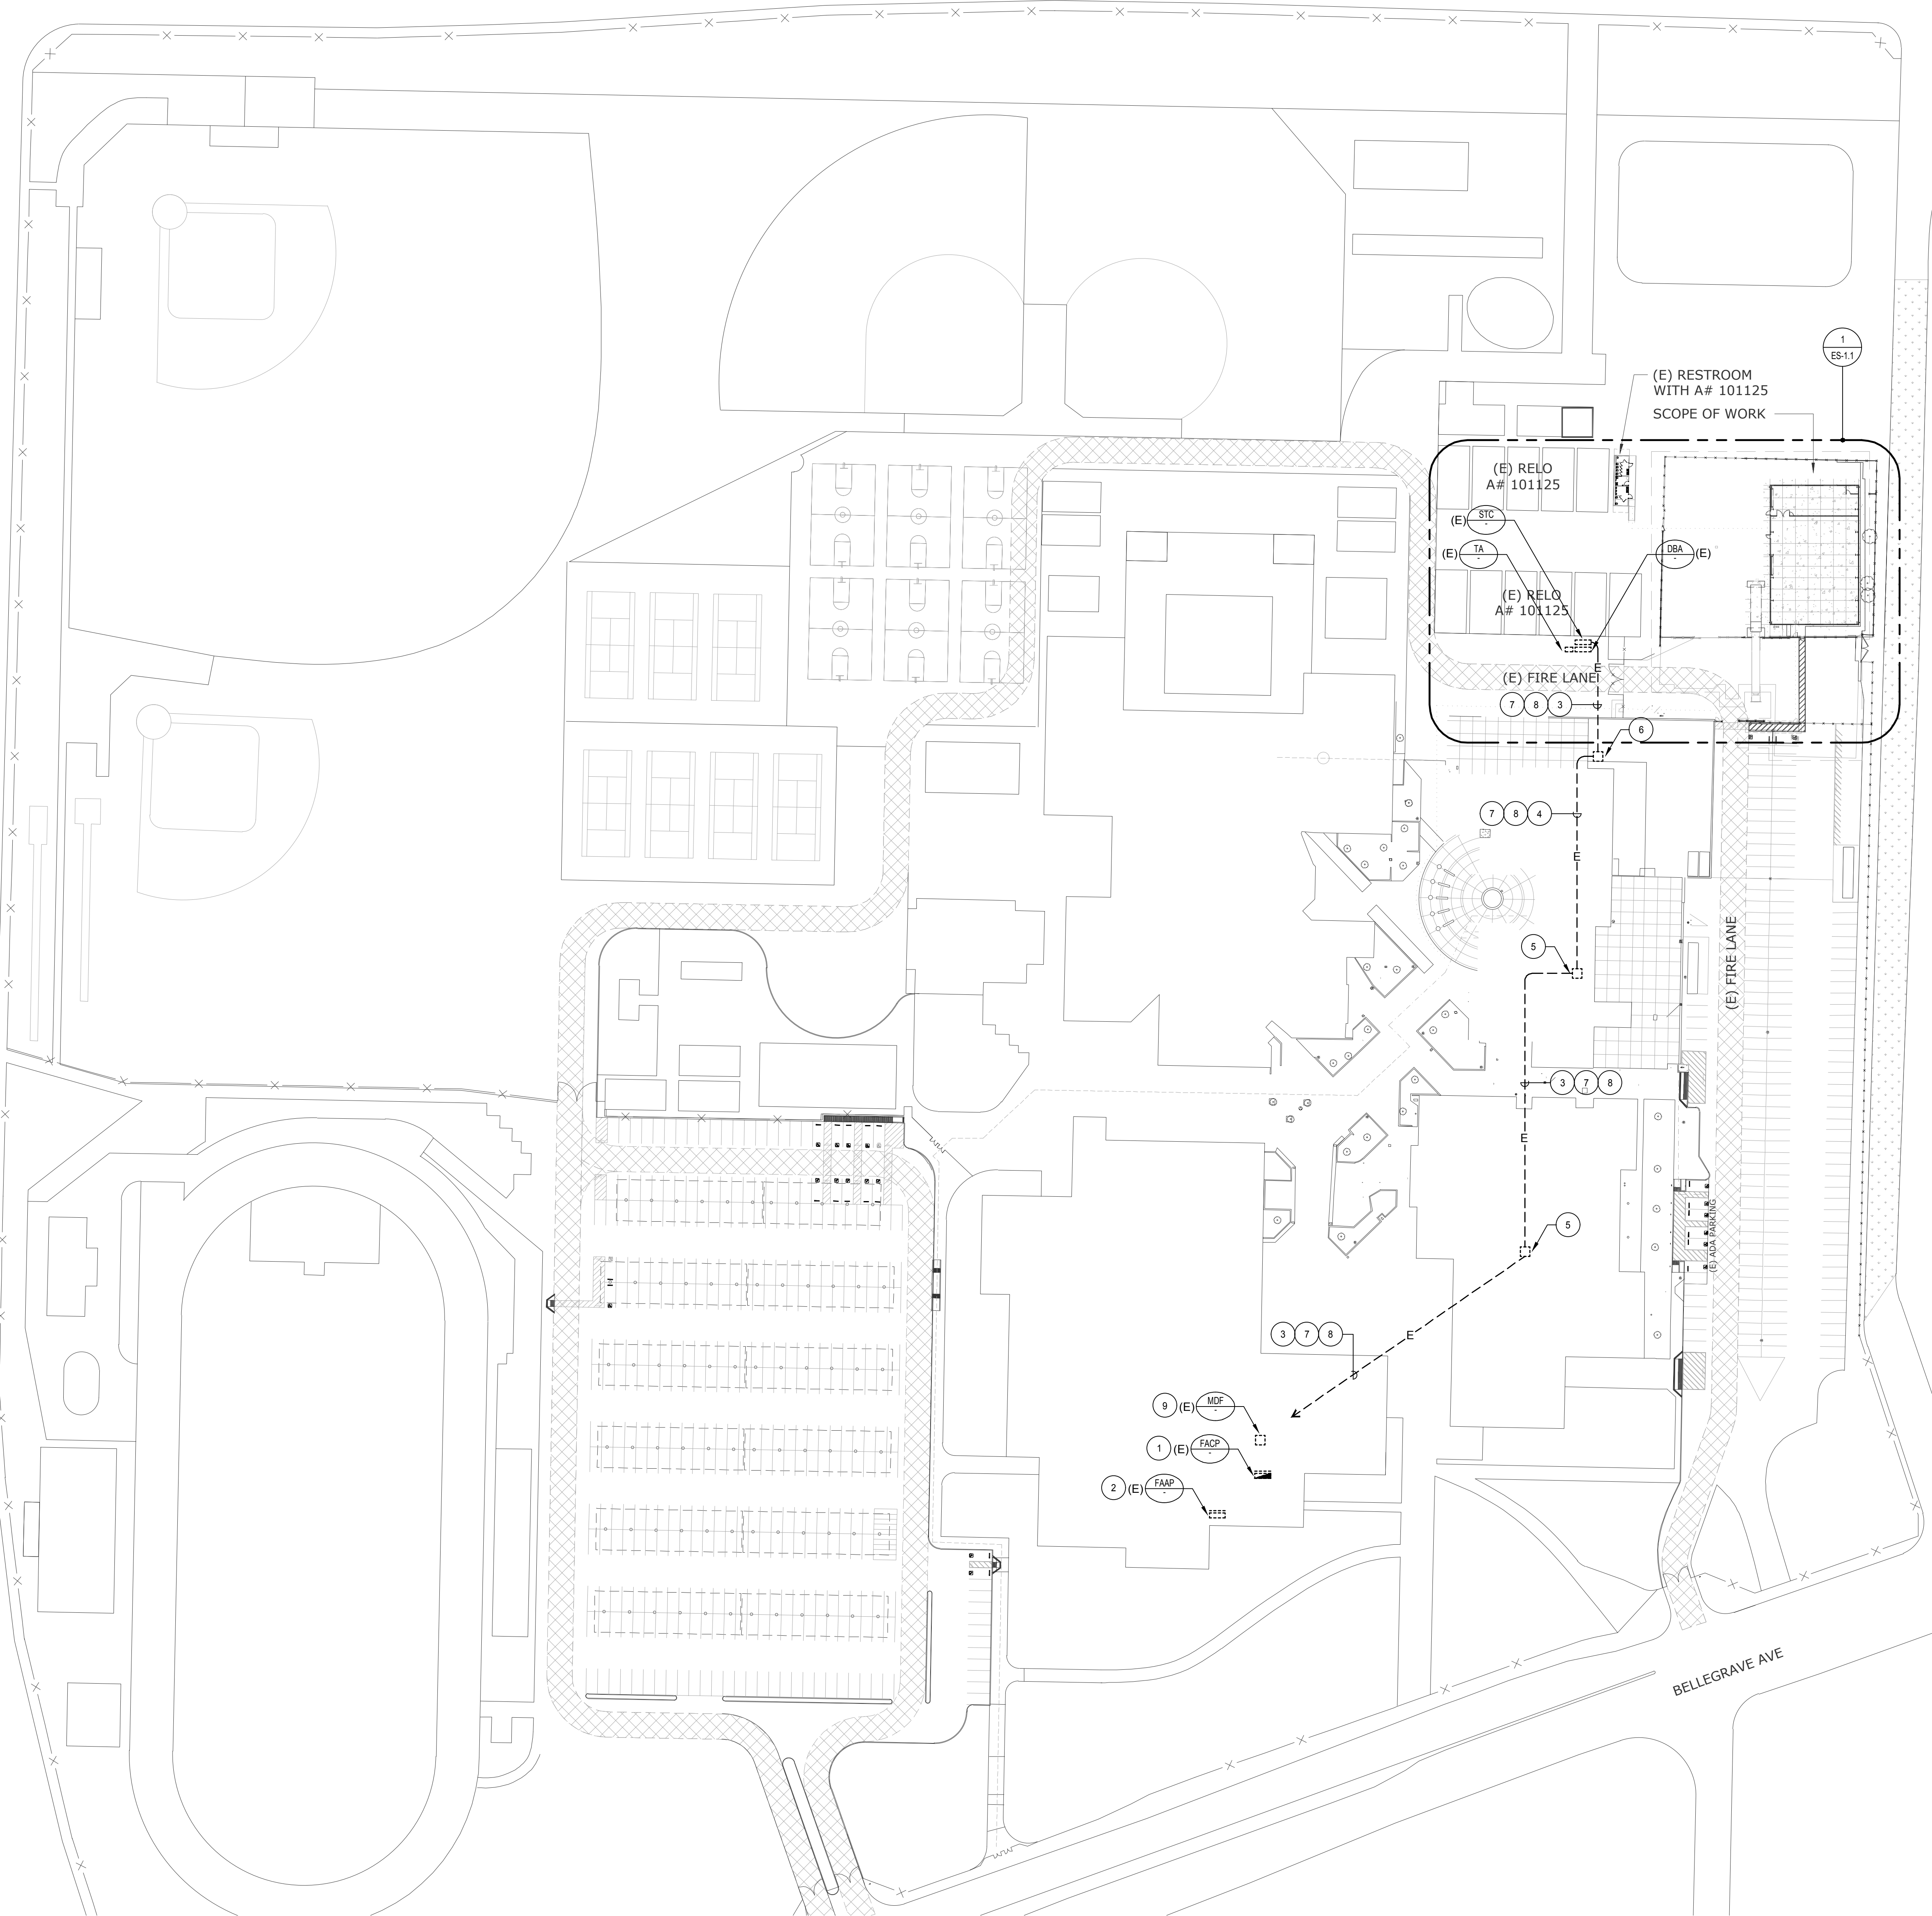 1
ES-1.1
(E) RESTROOM
WITH A# 101125
SCOPE OF WORK
(E) RELO
A# 101125
(E) STC
-
(E) TA
-
DBA (E)
-
(E) RELO
A# 101125
E
(E) FIRE LANE
7 8 3
6
7 8 4
E
5
(E) FIRE LANE
3 7 8
E
5
(E) ADA PARKING
3 7 8
E
9 (E) MDF
-
1 (E) FACP
-
2 (E) FAAP
-
BELLEGRAVE AVE